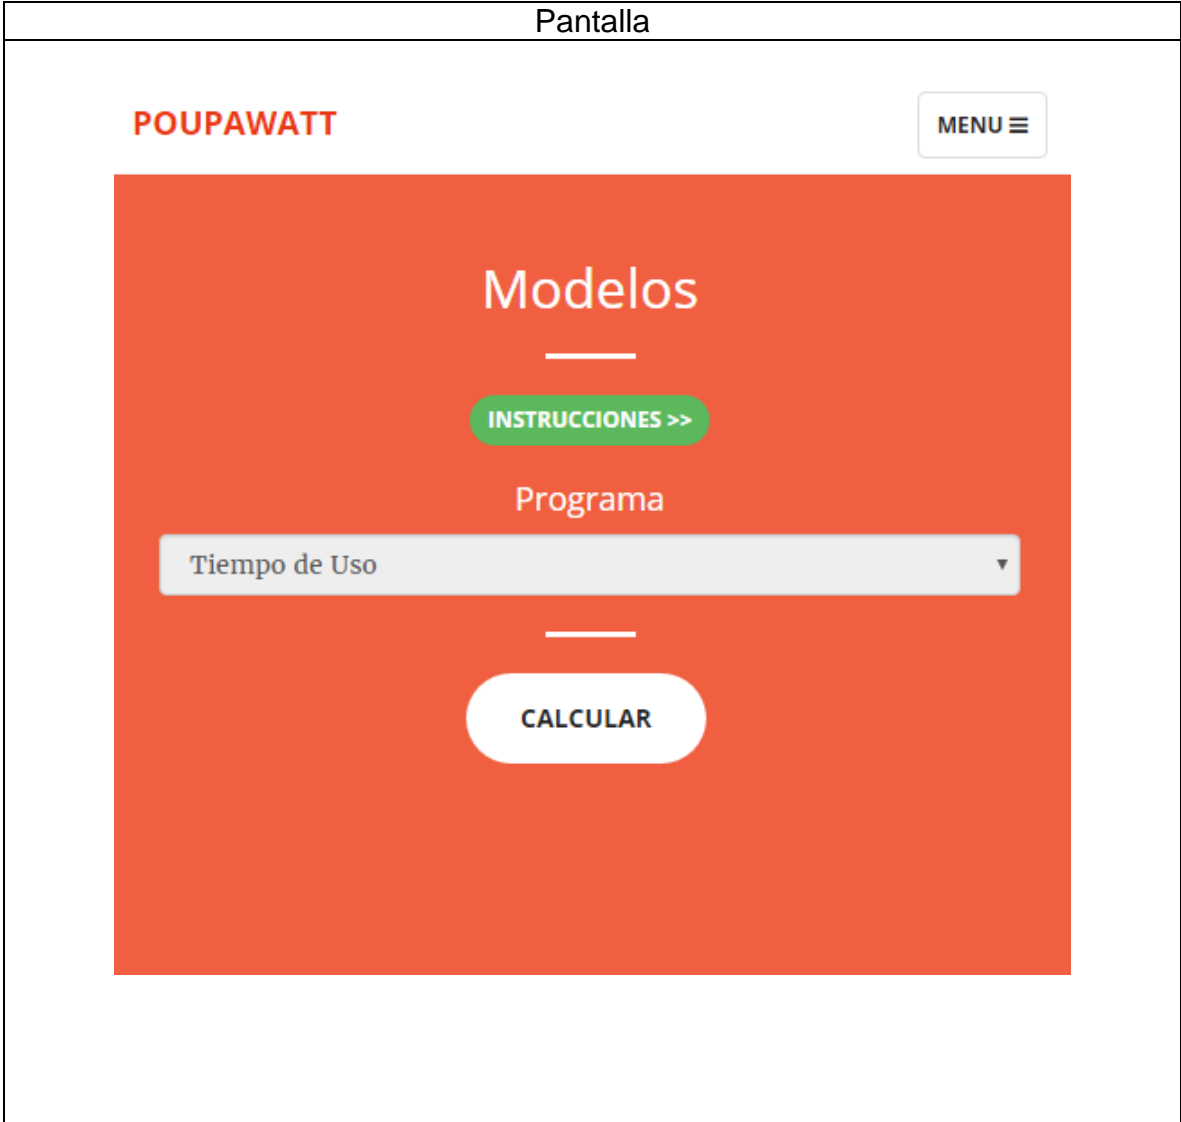 Pantalla
POUPAWATT
MENU
Modelos
INSTRUCCIONES >>
Programa
Tiempo de Uso
CALCULAR